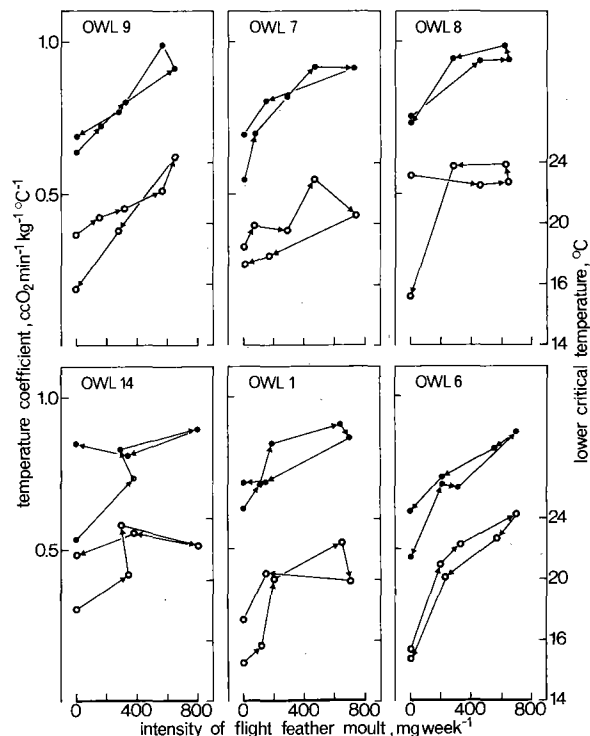 OWL 9
OWL 7
OWL 8
1.0
0.5
24
22
16
14
temperature coefficient, ccO2 min-1 kg-1 °C-1
lower critical temperature, °C
OWL 14
OWL 1
OWL 6
1.0
0.5
24
20
16
14
0 400 800
0 400 800
0 400 800
intensity of flight feather moult, mg week-1